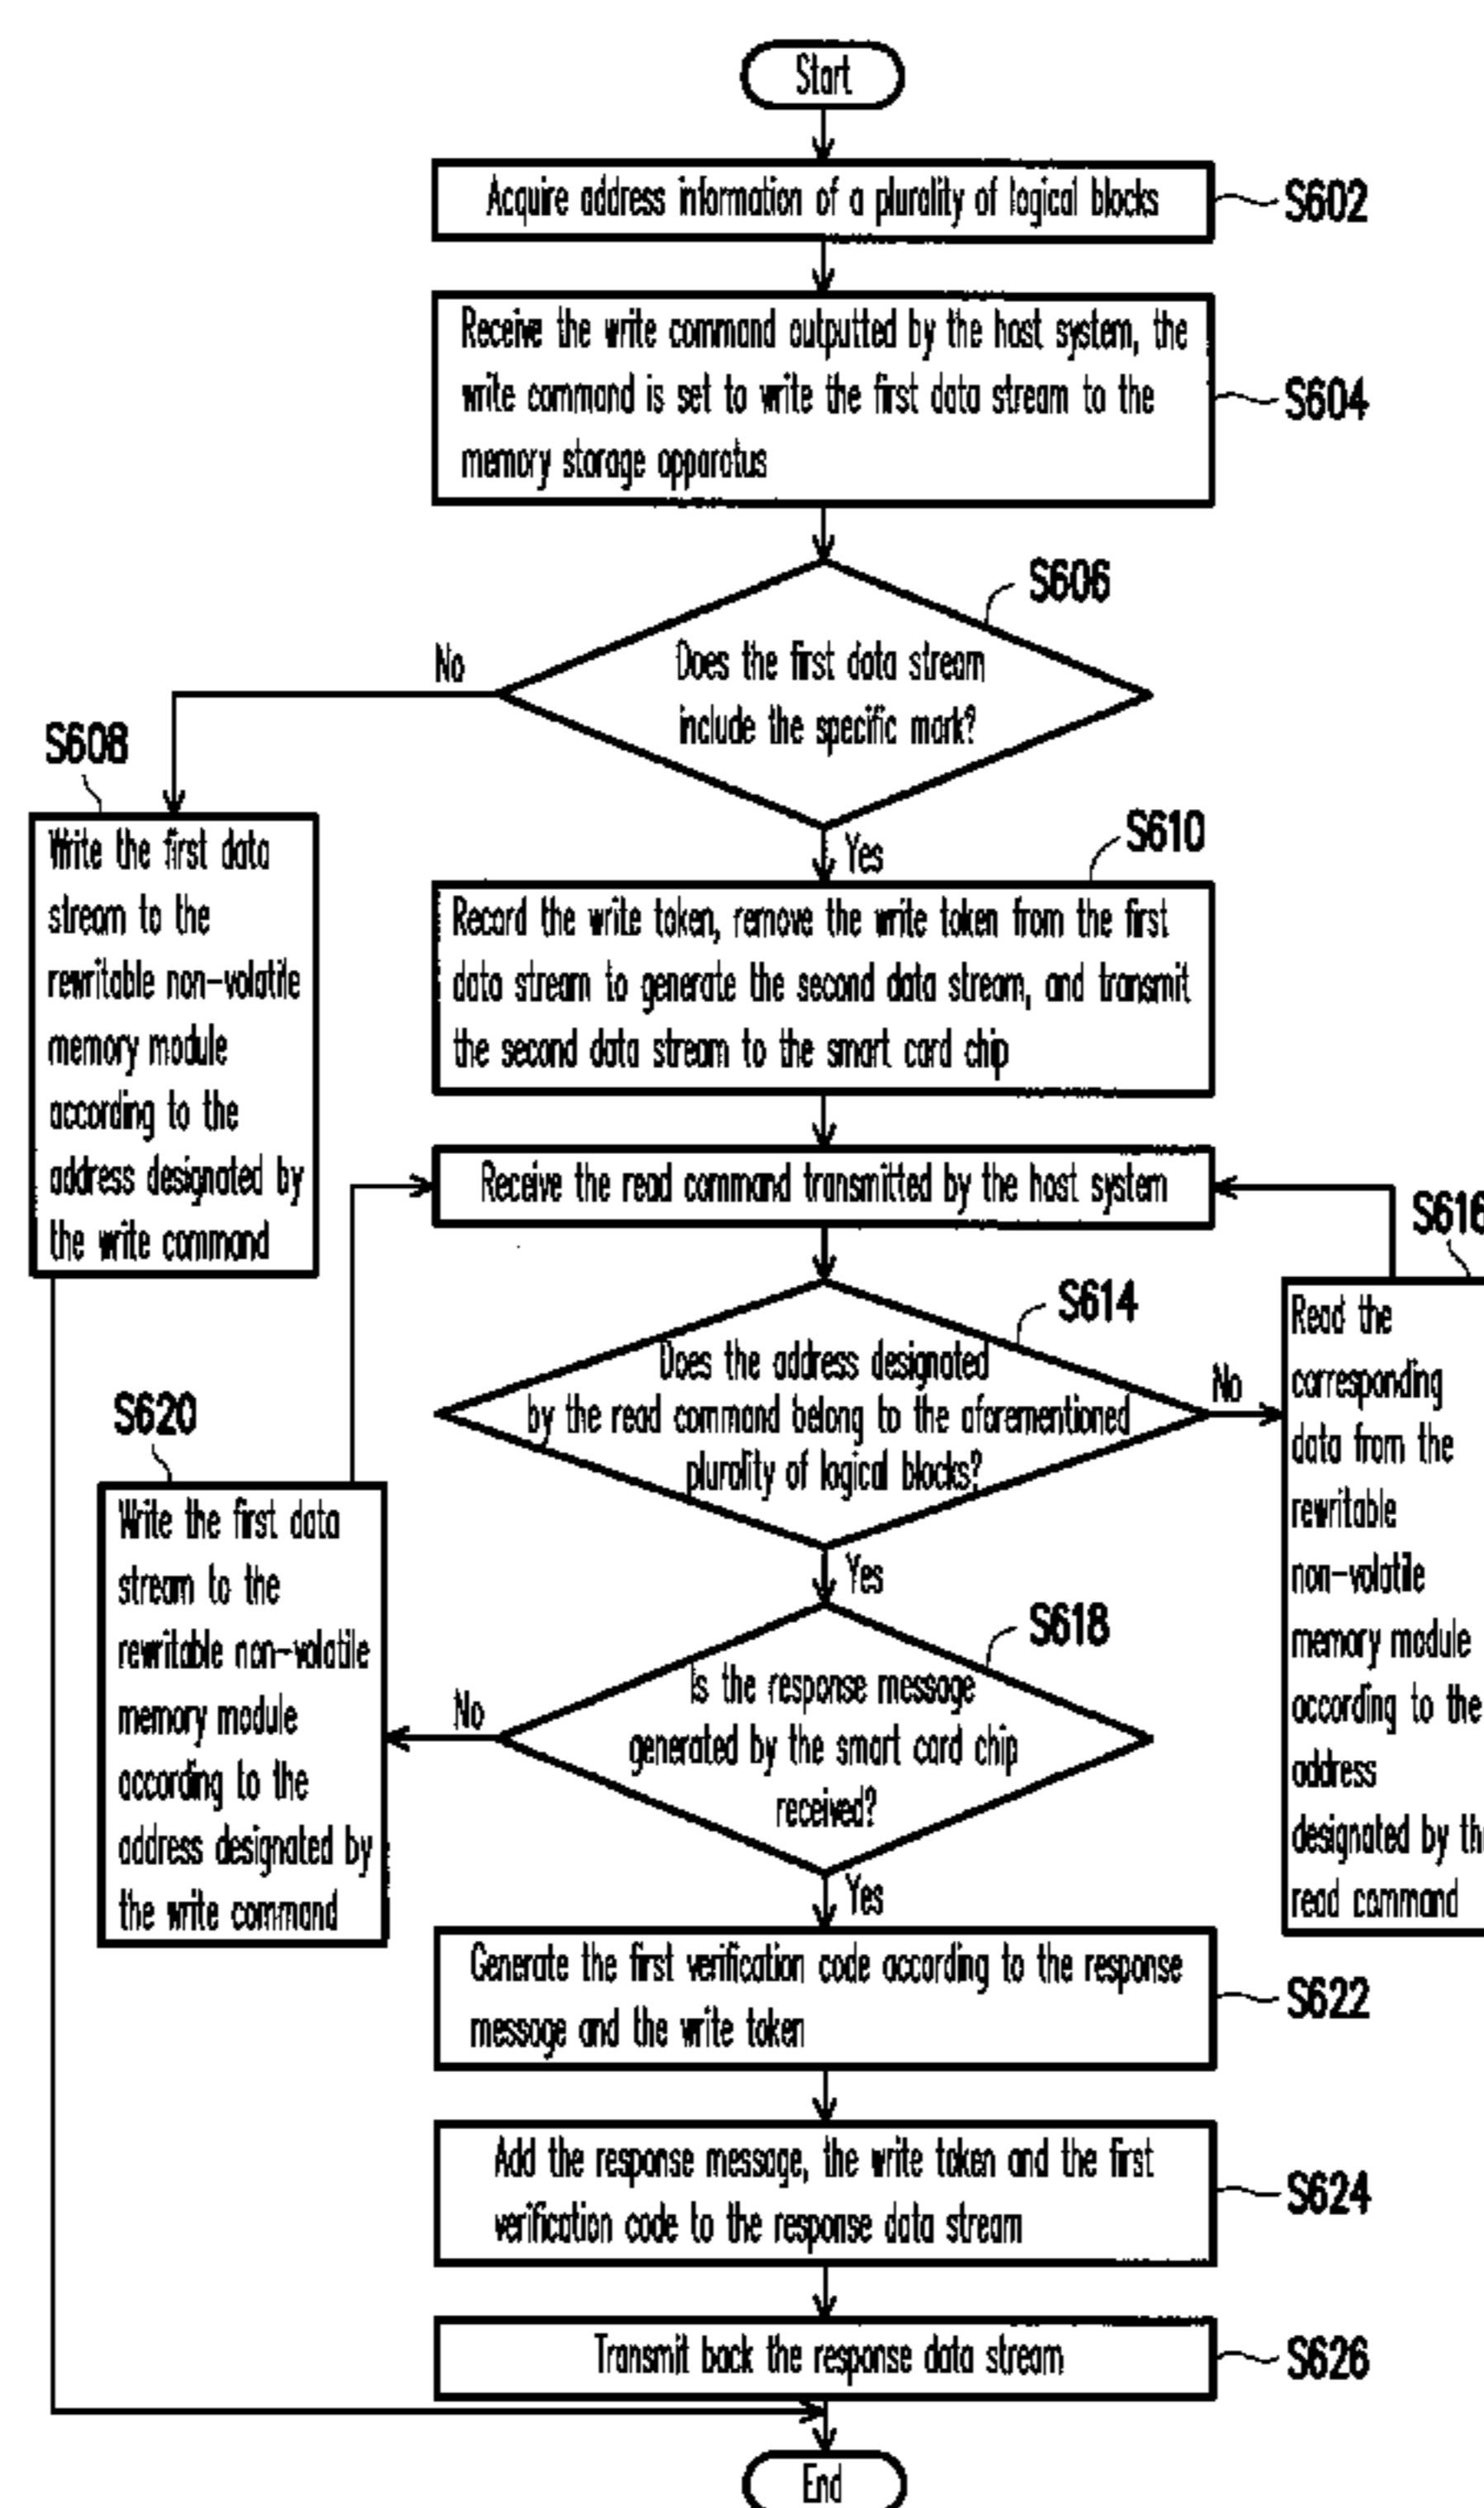 Start
Acquire address information of a plurality of logical blocks
S602
Receive the write command outputted by the host system, the
write command is set to write the first data stream to the
memory storage apparatus
S604
S606
Does the first data stream
include the specific mark?
No
Yes
S608
Write the first data
stream to the
rewritable non-volatile
memory module
according to the
address designated by
the write command
S610
Record the write token, remove the write token from the first
data stream to generate the second data stream, and transmit
the second data stream to the smart card chip
Receive the read command transmitted by the host system
S614
Does the address designated
by the read command belong to the aforementioned
plurality of logical blocks?
No
Yes
S616
Read the
corresponding
data from the
rewritable
non-volatile
memory module
according to the
address
designated by th
read command
S618
Is the response message
generated by the smart card chip
received?
No
Yes
S620
Write the first data
stream to the
rewritable non-volatile
memory module
according to the
address designated by
the write command
Generate the first verification code according to the response
message and the write token
S622
Add the response message, the write token and the first
verification code to the response data stream
S624
Transmit back the response data stream
S626
End